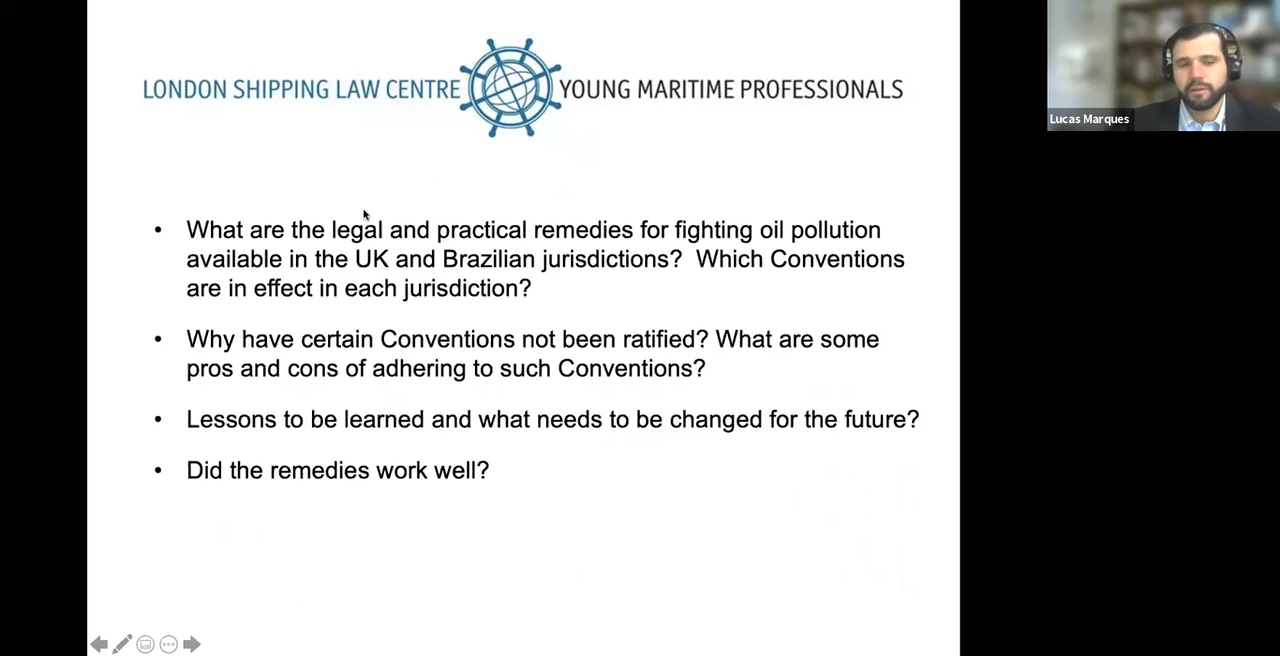 LONDON SHIPPING LAW CENTRE YOUNG MARITIME PROFESSIONALS
Lucas Marques
• What are the legal and practical remedies for fighting oil pollution
available in the UK and Brazilian jurisdictions? Which Conventions
are in effect in each jurisdiction?
• Why have certain Conventions not been ratified? What are some
pros and cons of adhering to such Conventions?
• Lessons to be learned and what needs to be changed for the future?
• Did the remedies work well?